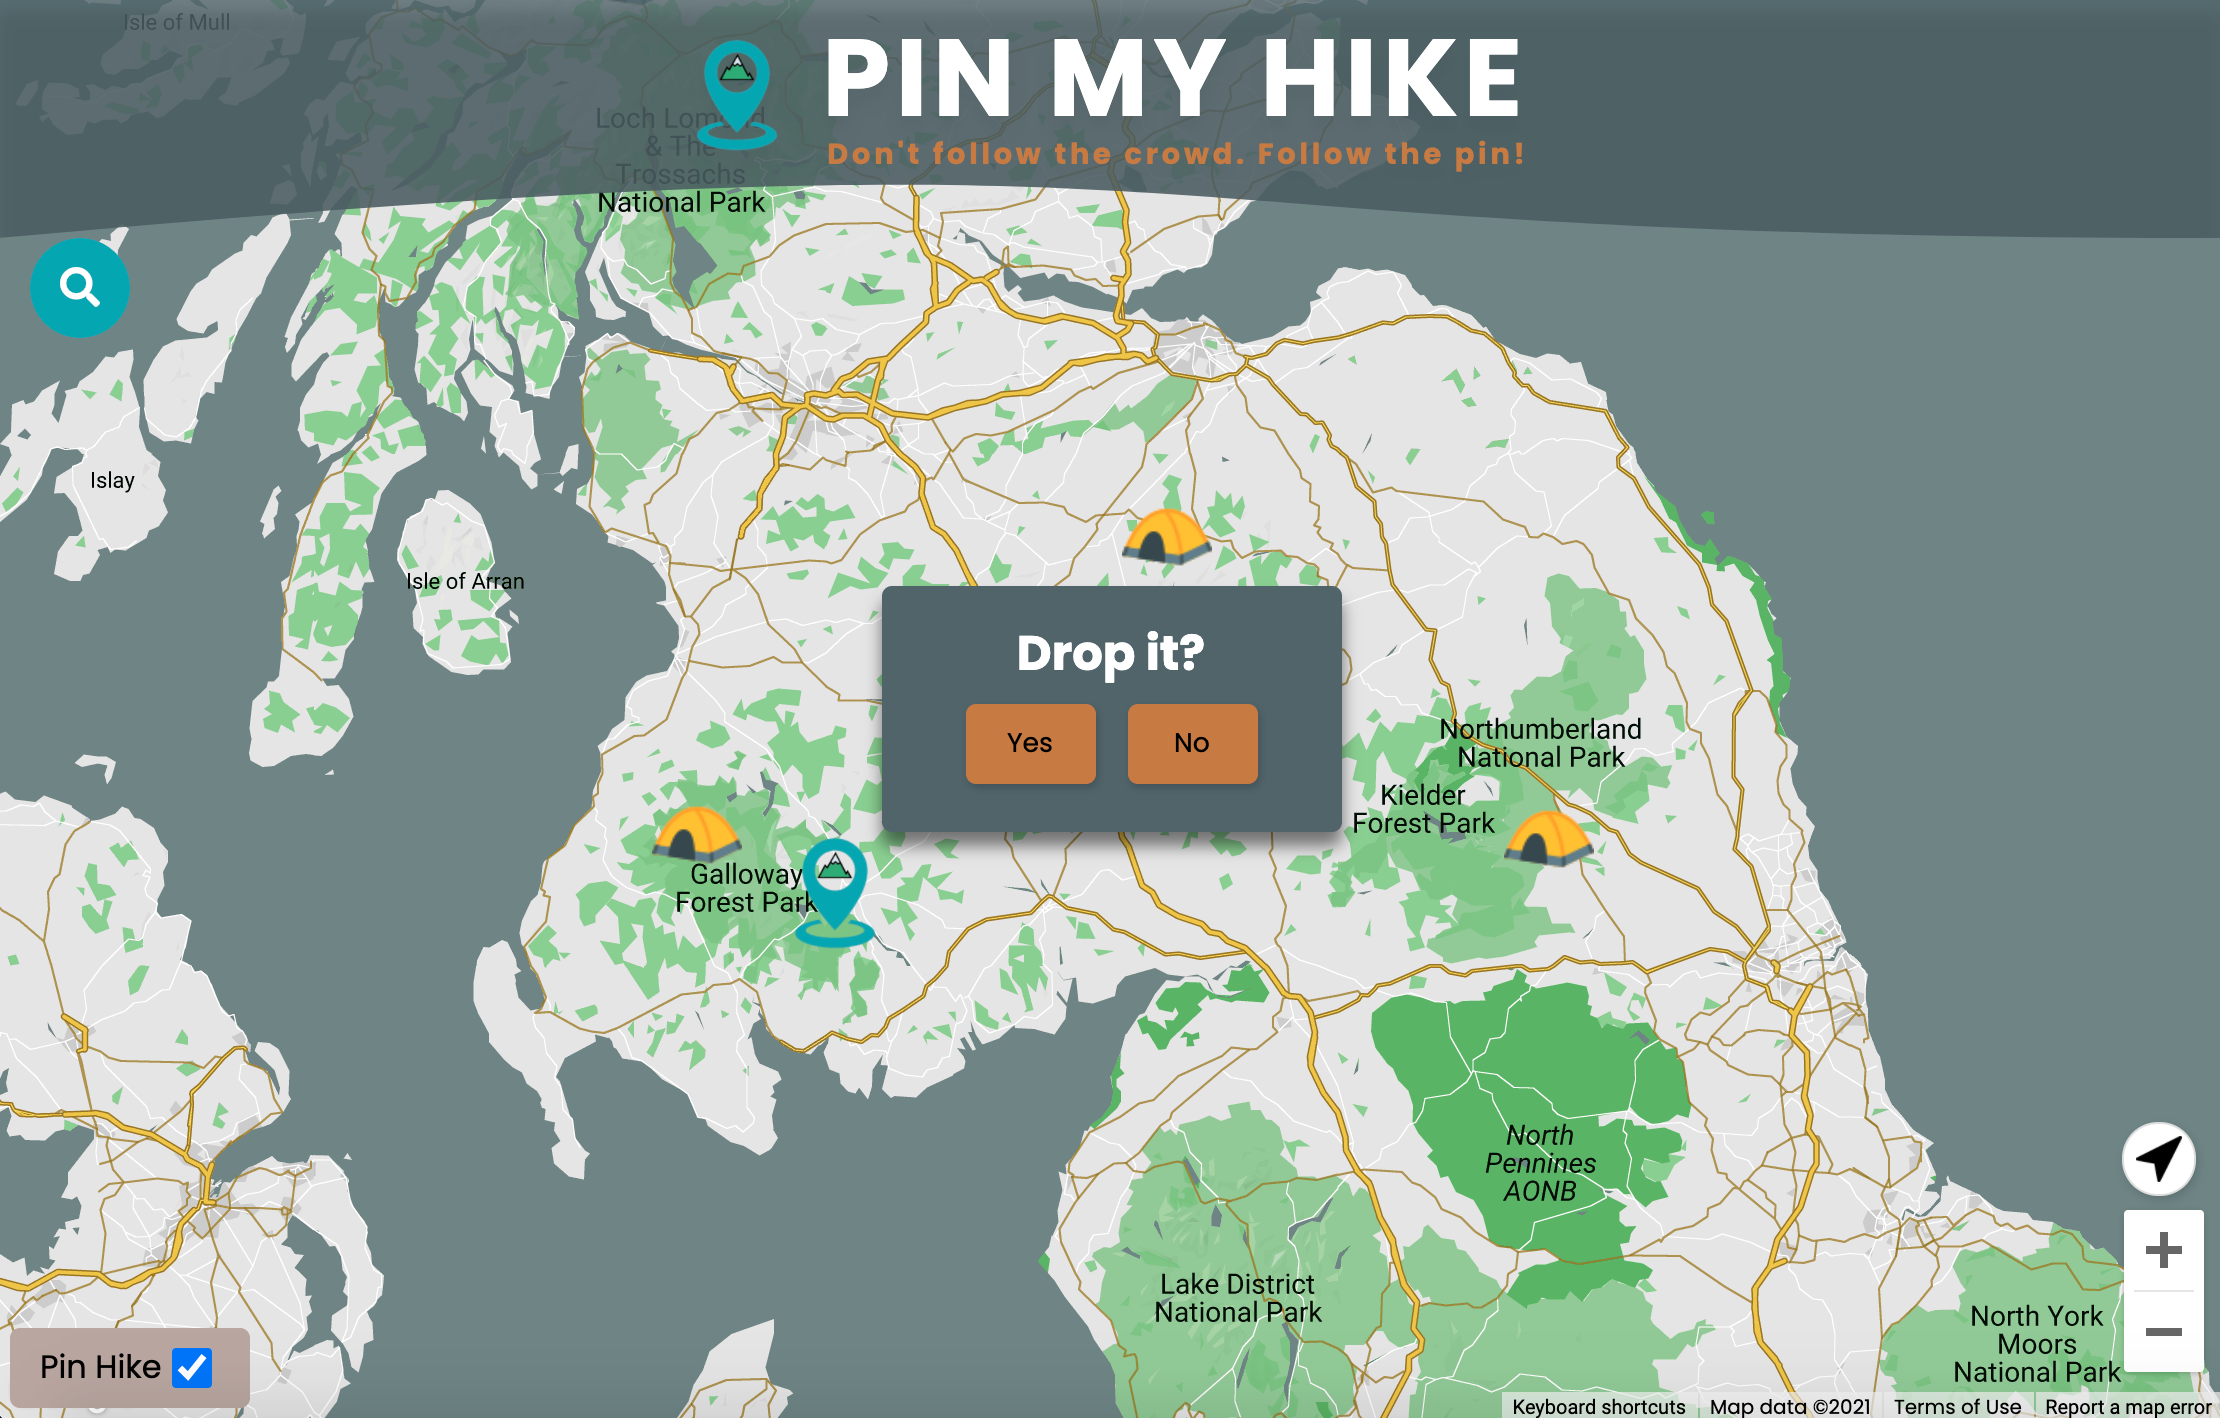 Isle of Mull
PIN MY HIKE
Don't follow the crowd. Follow the pin!
Loch Lomond
& The
Trossachs
National Park
Islay
Isle of Arran
Drop it?
Yes
No
Northumberland
National Park
Kielder
Forest Park
Galloway
Forest Park
North
Pennines
AONB
Lake District
National Park
North York
Moors
National Park
Pin Hike
Keyboard shortcuts
Map data ©2021
Terms of Use
Report a map error